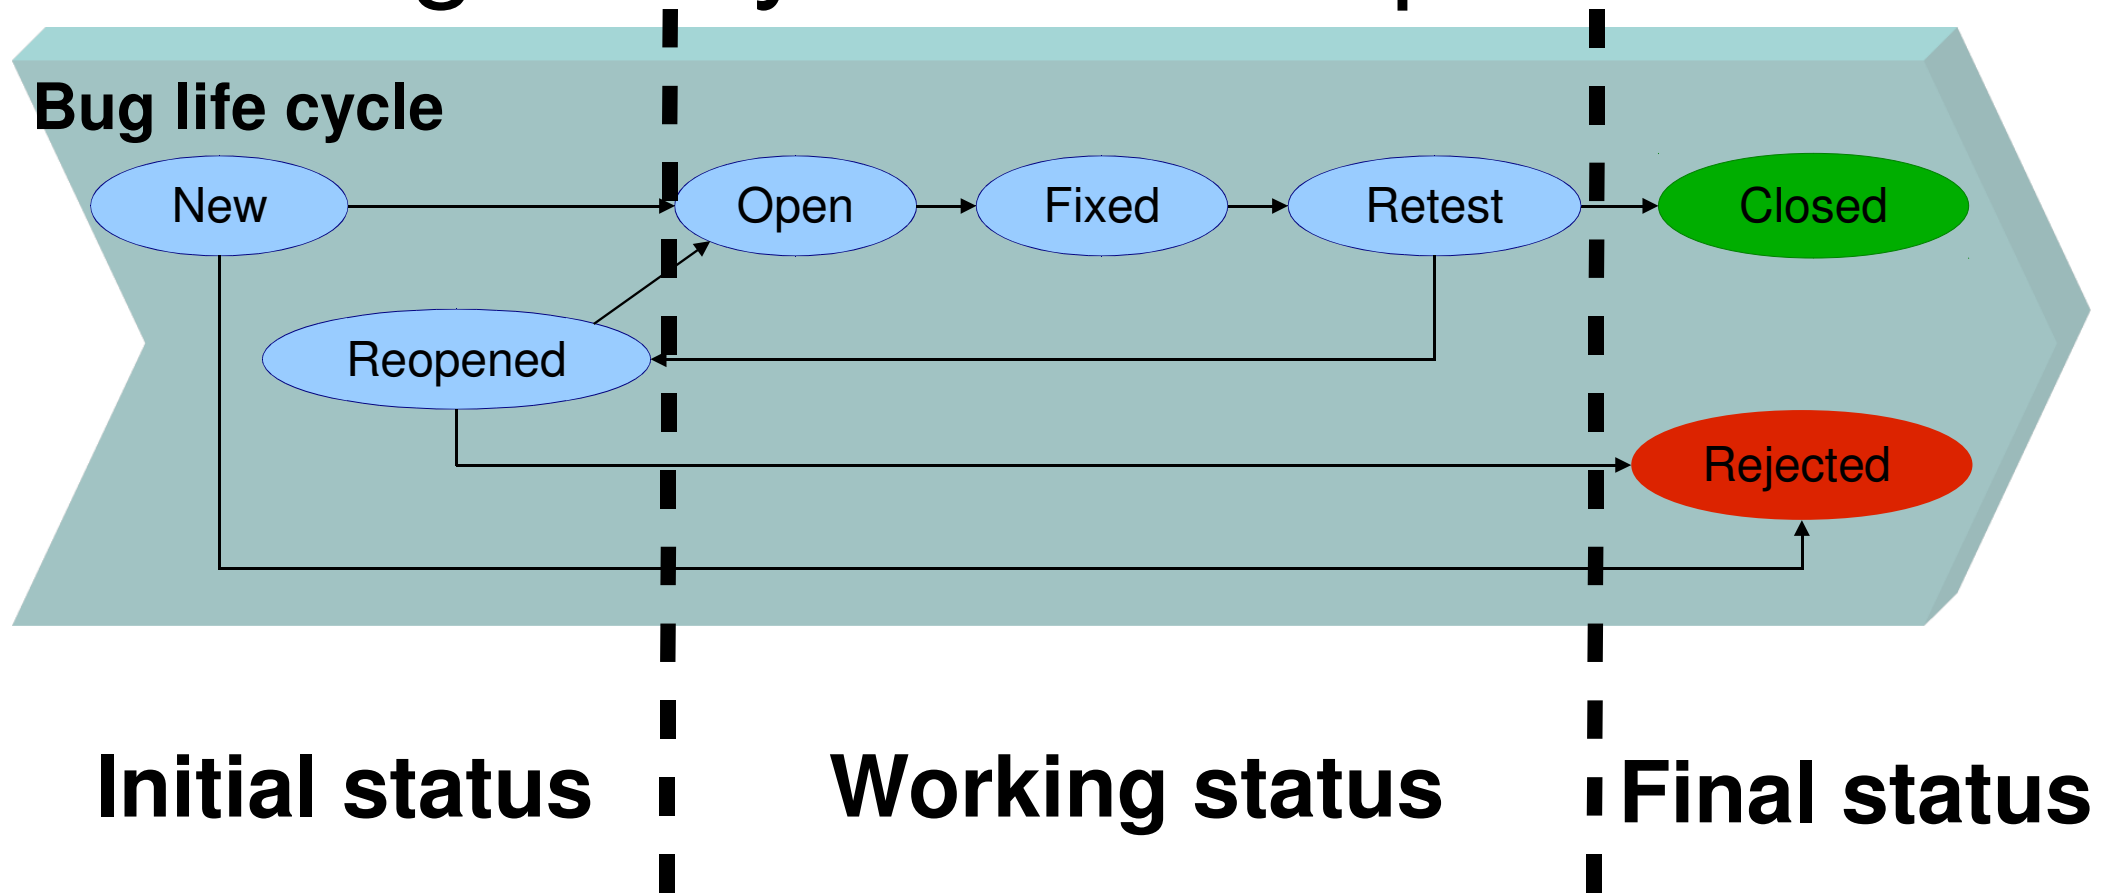 Bug life cycle
New
Open
Fixed
Retest
Closed
Reopened
Rejected
Initial status
Working status
Final status